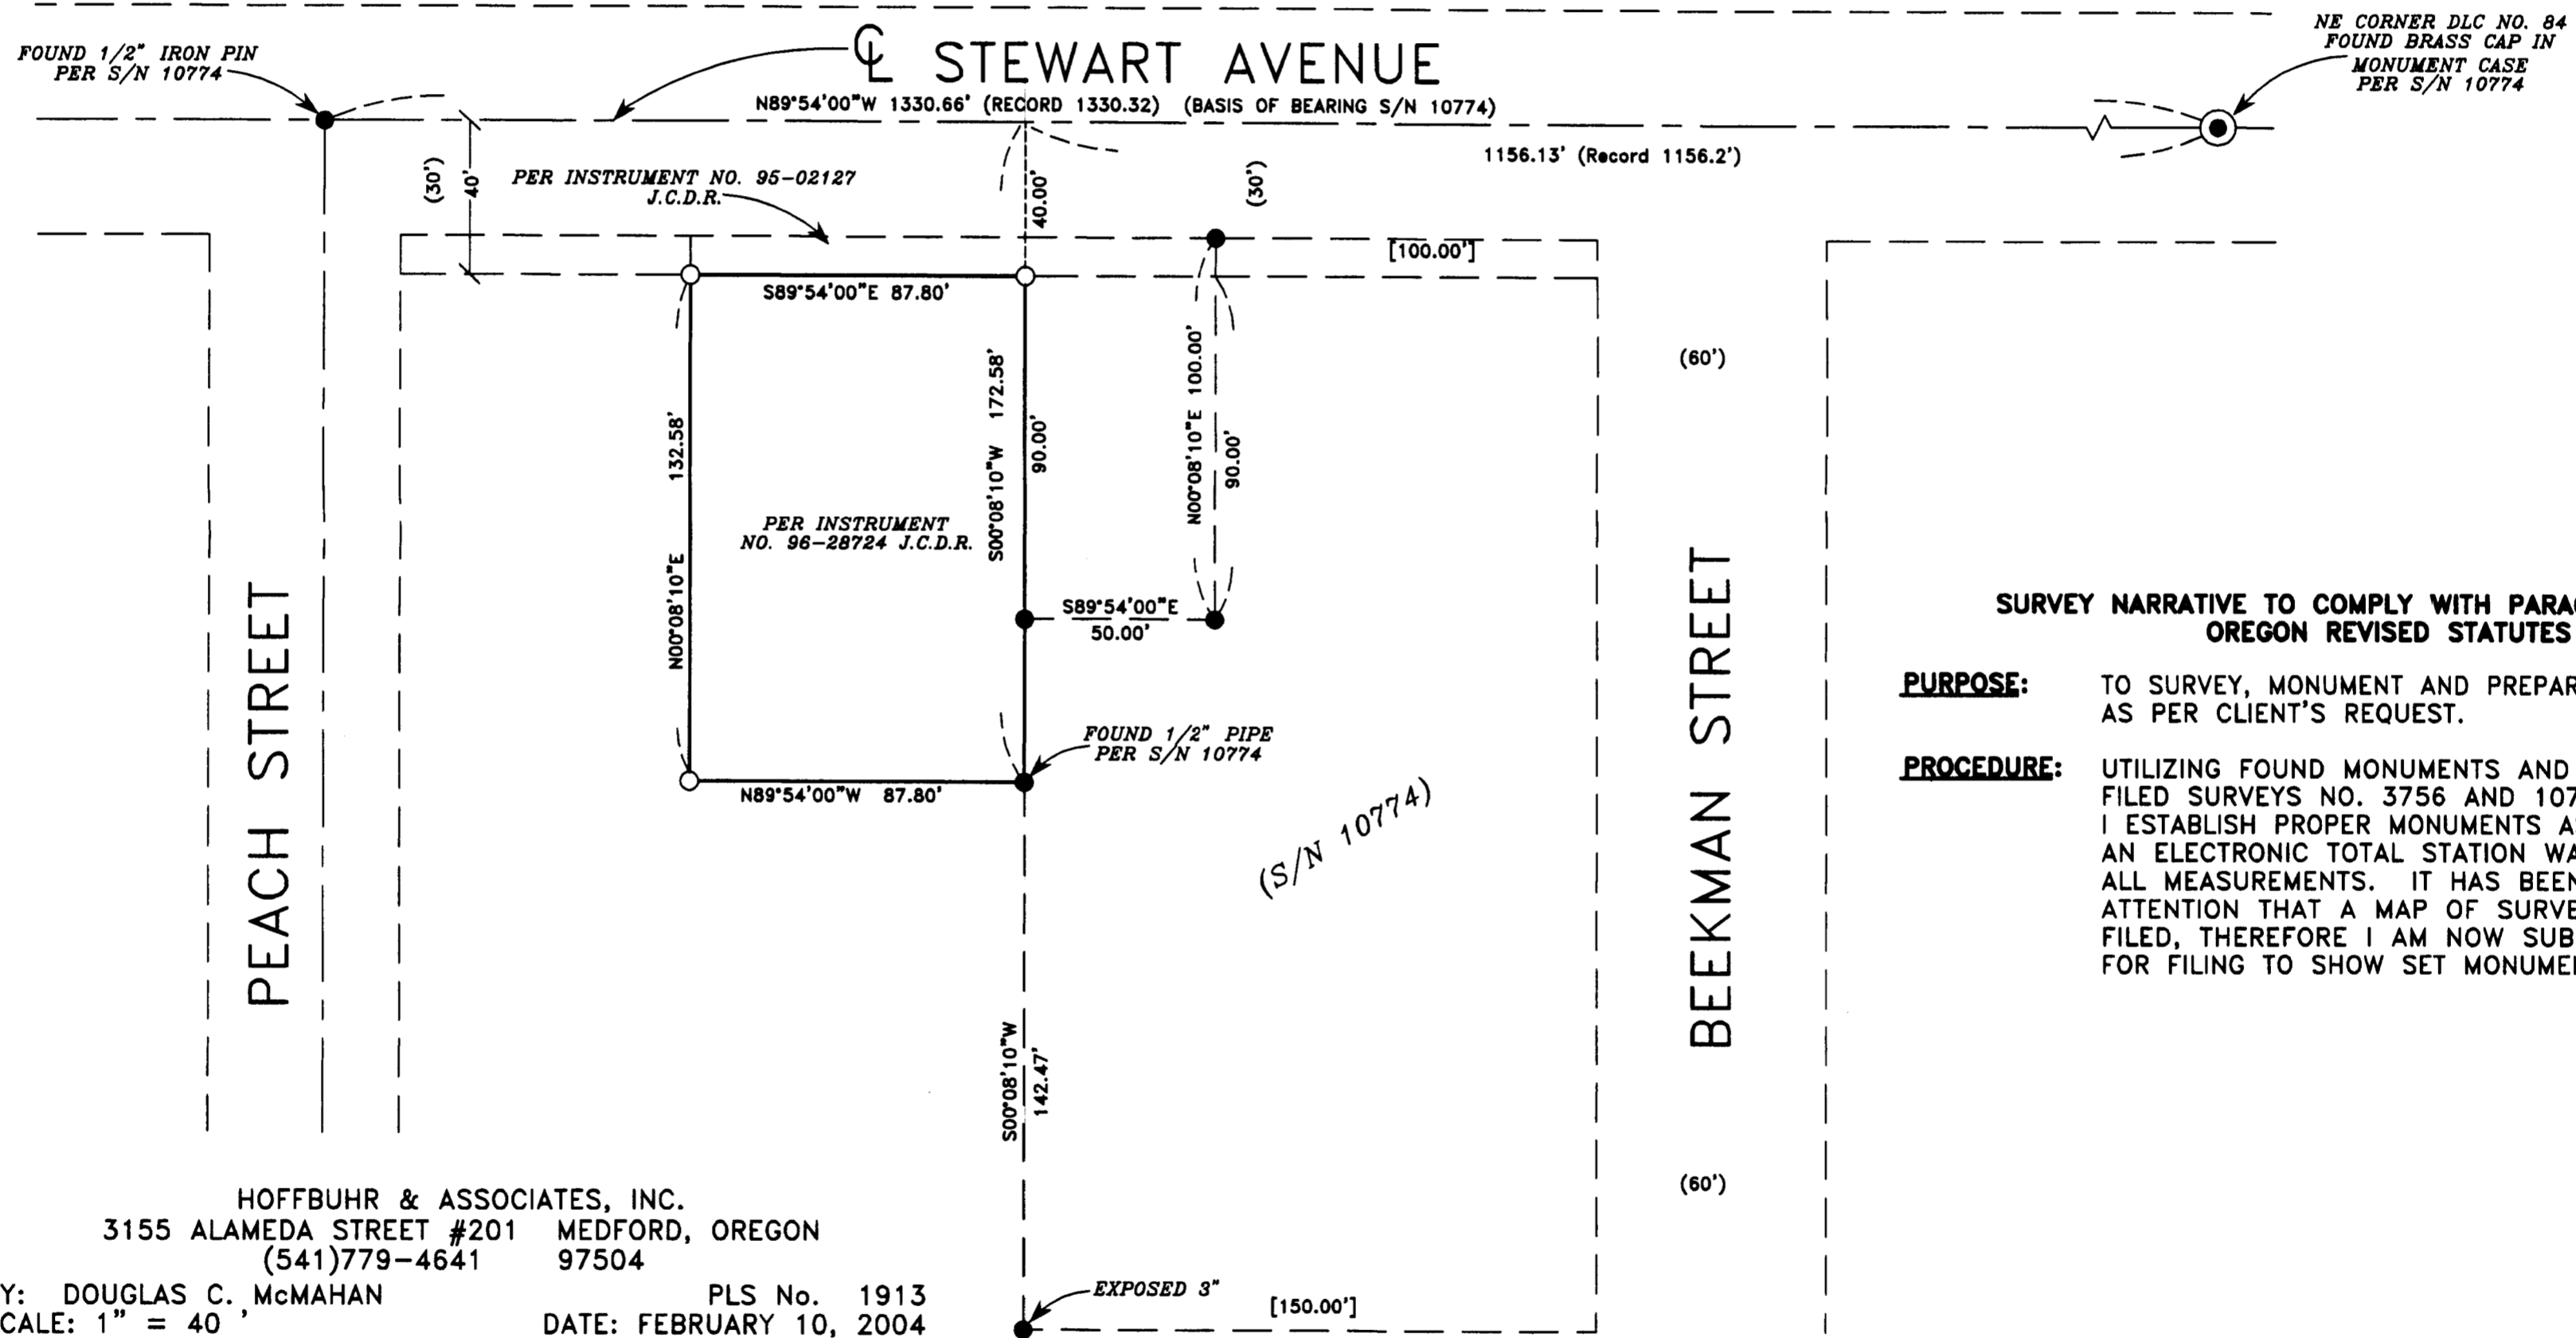 FOUND 1/2" IRON PIN
PER S/N 10774
℄ STEWART AVENUE
N89°54'00"W 1330.66' (RECORD 1330.32) (BASIS OF BEARING S/N 10774)
NE CORNER DLC NO. 84
FOUND BRASS CAP IN
MONUMENT CASE
PER S/N 10774
1156.13' (Record 1156.2')
(30')
40'
PER INSTRUMENT NO. 95-02127
J.C.D.R.
40.00'
(30')
[100.00']
S89°54'00"E 87.80'
N00°08'10"E 132.58'
S00°08'10"W 172.58'
90.00'
N00°08'10"E 100.00'
90.00'
(60')
PER INSTRUMENT
NO. 96-28724 J.C.D.R.
S89°54'00"E
50.00'
PEACH STREET
BEEKMAN STREET
FOUND 1/2" PIPE
PER S/N 10774
N89°54'00"W 87.80'
(S/N 10774)
S00°08'10"W
142.47'
(60')
EXPOSED 3"
[150.00']
SURVEY NARRATIVE TO COMPLY WITH PARAG
OREGON REVISED STATUTES
PURPOSE: TO SURVEY, MONUMENT AND PREPAR
AS PER CLIENT'S REQUEST.
PROCEDURE: UTILIZING FOUND MONUMENTS AND
FILED SURVEYS NO. 3756 AND 107
I ESTABLISH PROPER MONUMENTS A
AN ELECTRONIC TOTAL STATION WA
ALL MEASUREMENTS. IT HAS BEEN
ATTENTION THAT A MAP OF SURVE
FILED, THEREFORE I AM NOW SUB
FOR FILING TO SHOW SET MONUME
HOFFBUHR & ASSOCIATES, INC.
3155 ALAMEDA STREET #201 MEDFORD, OREGON
(541)779-4641 97504
Y: DOUGLAS C. McMAHAN PLS No. 1913
CALE: 1" = 40 ' DATE: FEBRUARY 10, 2004